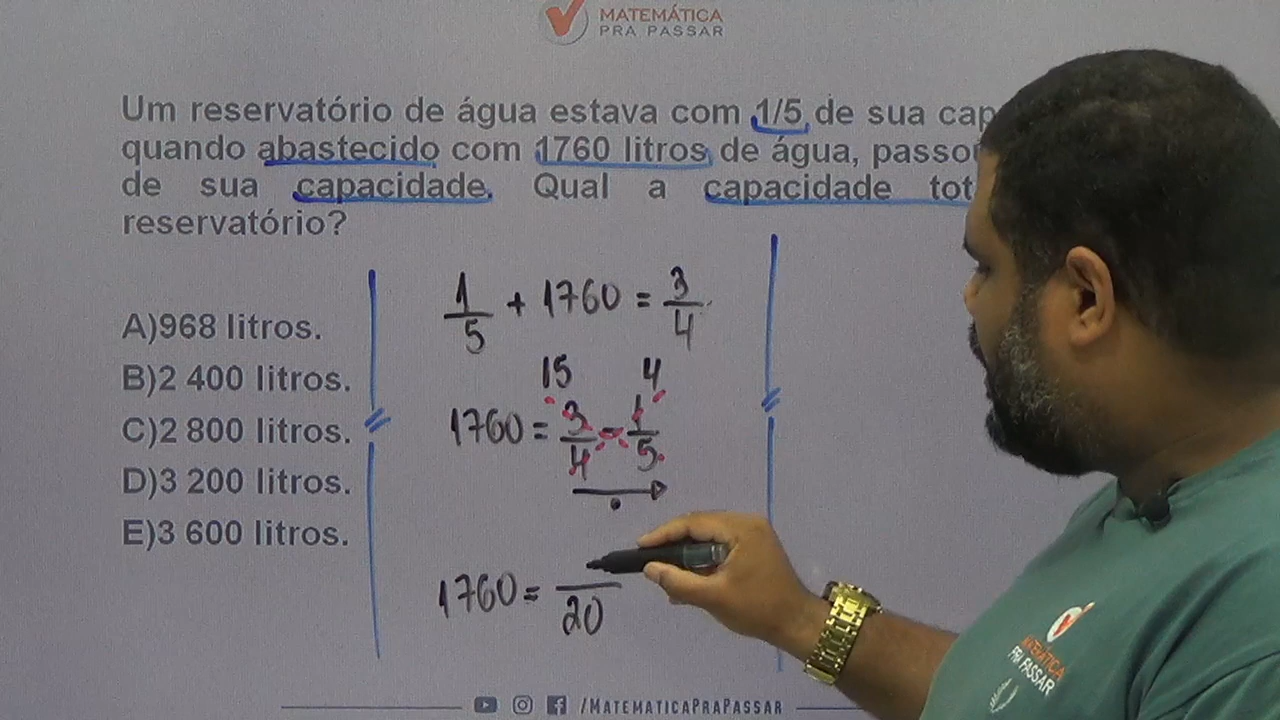 MATEMÁTICA
PRA PASSAR
Um reservatório de água estava com 1/5 de sua cap
quando abastecido com 1760 litros de água, passo
de sua capacidade. Qual a capacidade tot
reservatório?
A)968 litros.
B)2 400 litros.
C)2 800 litros.
D)3 200 litros.
E)3 600 litros.
1/5 + 1760 = 3/4
15 4
1760 = 3/4 - 1/5
1760 = /20
MATEMÁTICA
PRA PASSAR
/MATEMATICAPRAPASSAR